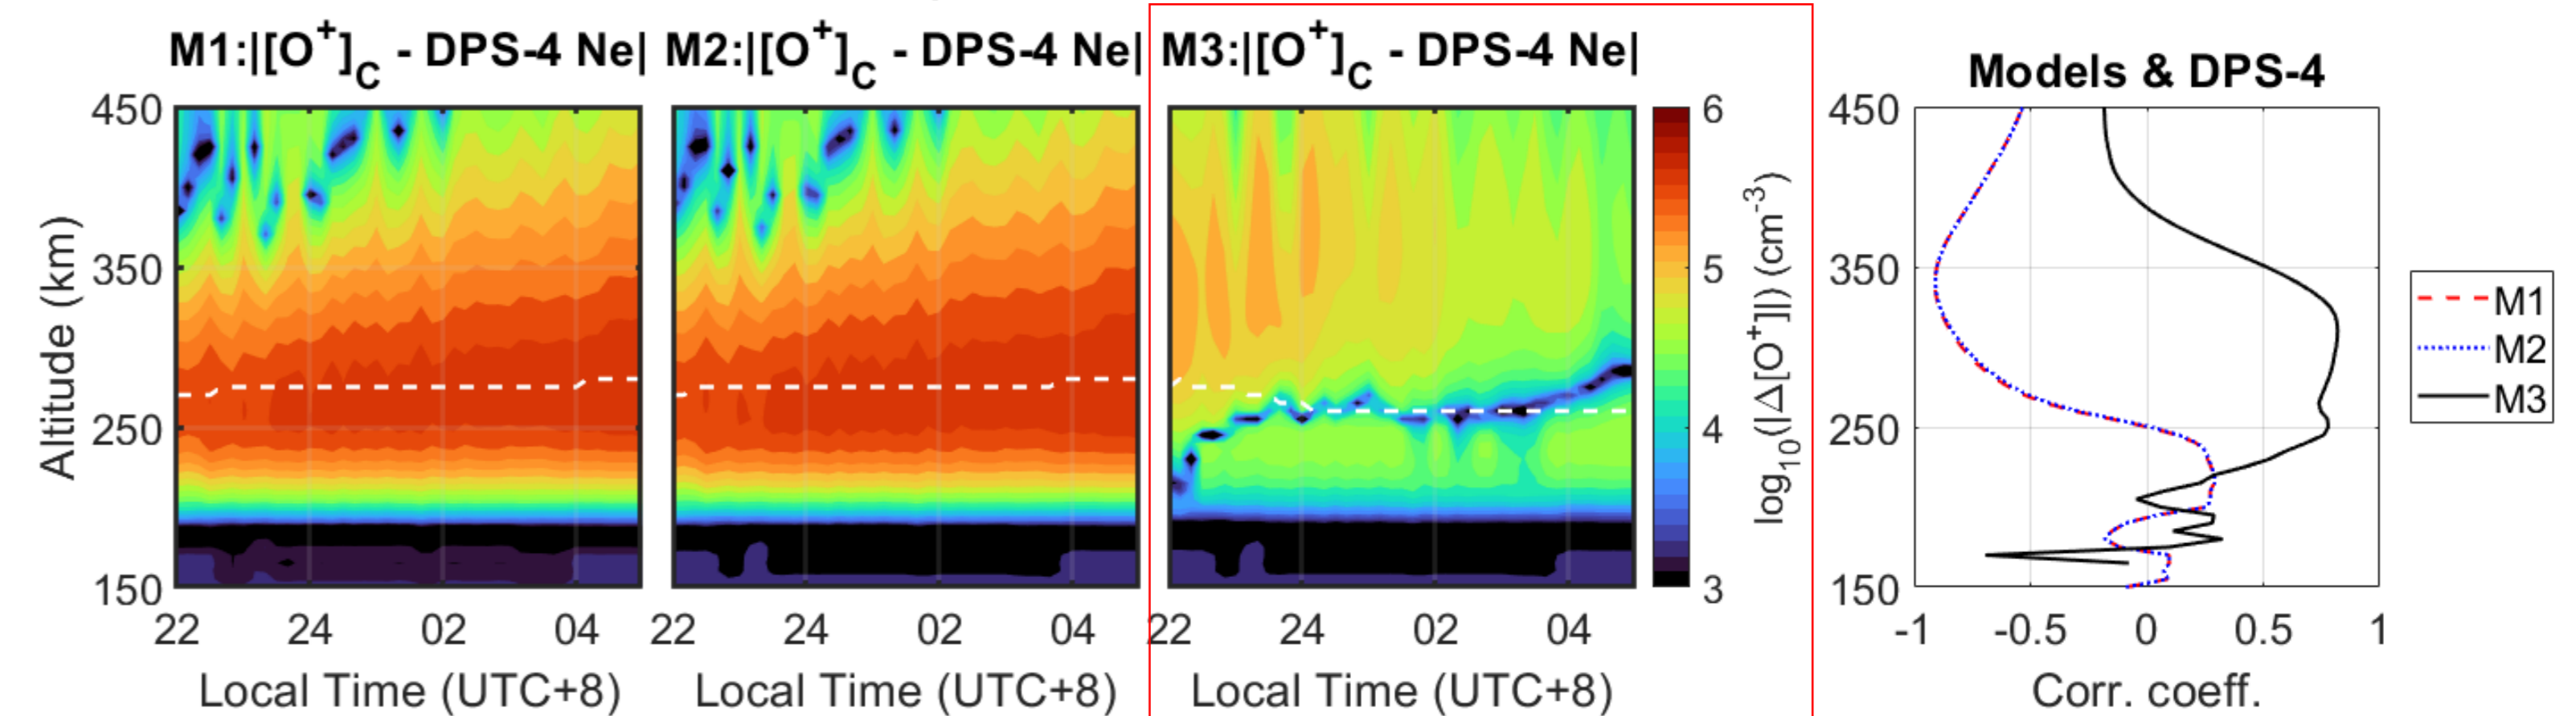 M1:|[O⁺]C - DPS-4 Ne|
M2:|[O⁺]C - DPS-4 Ne|
M3:|[O⁺]C - DPS-4 Ne|
Models & DPS-4
Altitude (km)
450
350
250
150
22 24 02 04
Local Time (UTC+8)
22 24 02 04
Local Time (UTC+8)
22 24 02 04
Local Time (UTC+8)
6
5
4
3
log₁₀(|Δ[O⁺]|) (cm⁻³)
450
350
250
150
-1 -0.5 0 0.5 1
Corr. coeff.
M1
M2
M3